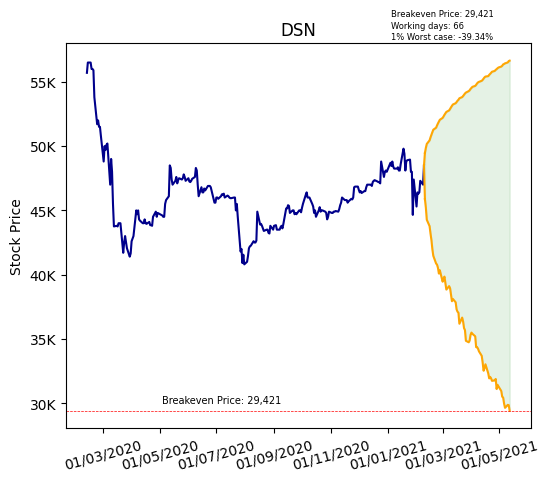 Breakeven Price: 29,421
Working days: 66
1% Worst case: -39.34%
DSN
Stock Price
55K
50K
45K
40K
35K
30K
Breakeven Price: 29,421
01/03/2020
01/05/2020
01/07/2020
01/09/2020
01/11/2020
01/01/2021
01/03/2021
01/05/2021